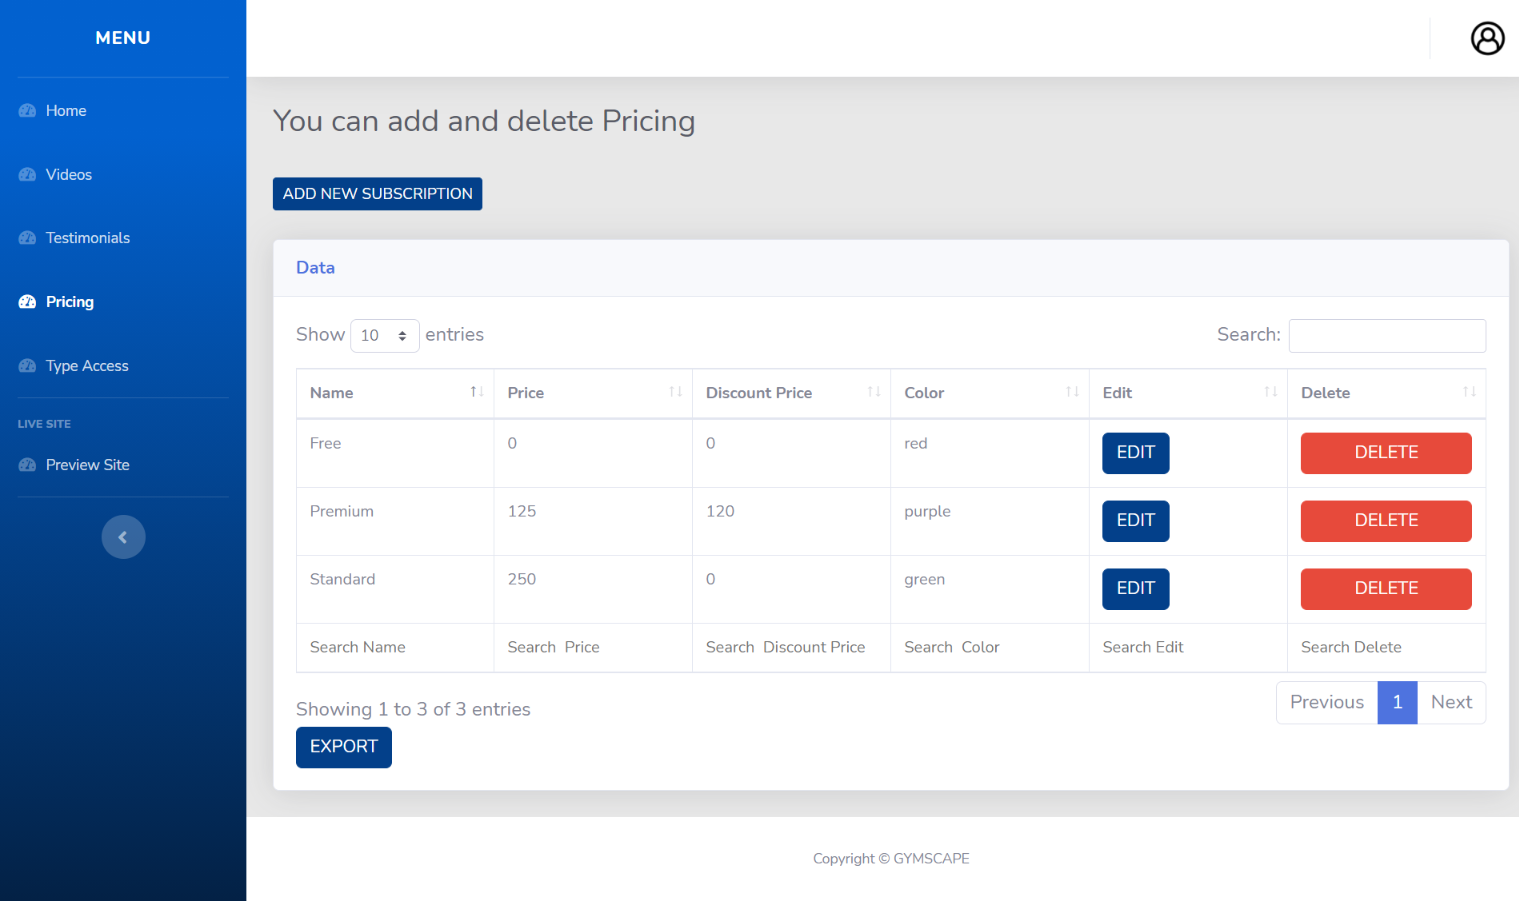 MENU
Home
Videos
Testimonials
Pricing
Type Access
LIVE SITE
Preview Site
You can add and delete Pricing
ADD NEW SUBSCRIPTION
Data
Show 10 entries Search:
Name Price Discount Price Color Edit Delete
Free 0 0 red EDIT DELETE
Premium 125 120 purple EDIT DELETE
Standard 250 0 green EDIT DELETE
Search Name Search Price Search Discount Price Search Color Search Edit Search Delete
Showing 1 to 3 of 3 entries Previous 1 Next
EXPORT
Copyright © GYMSCAPE